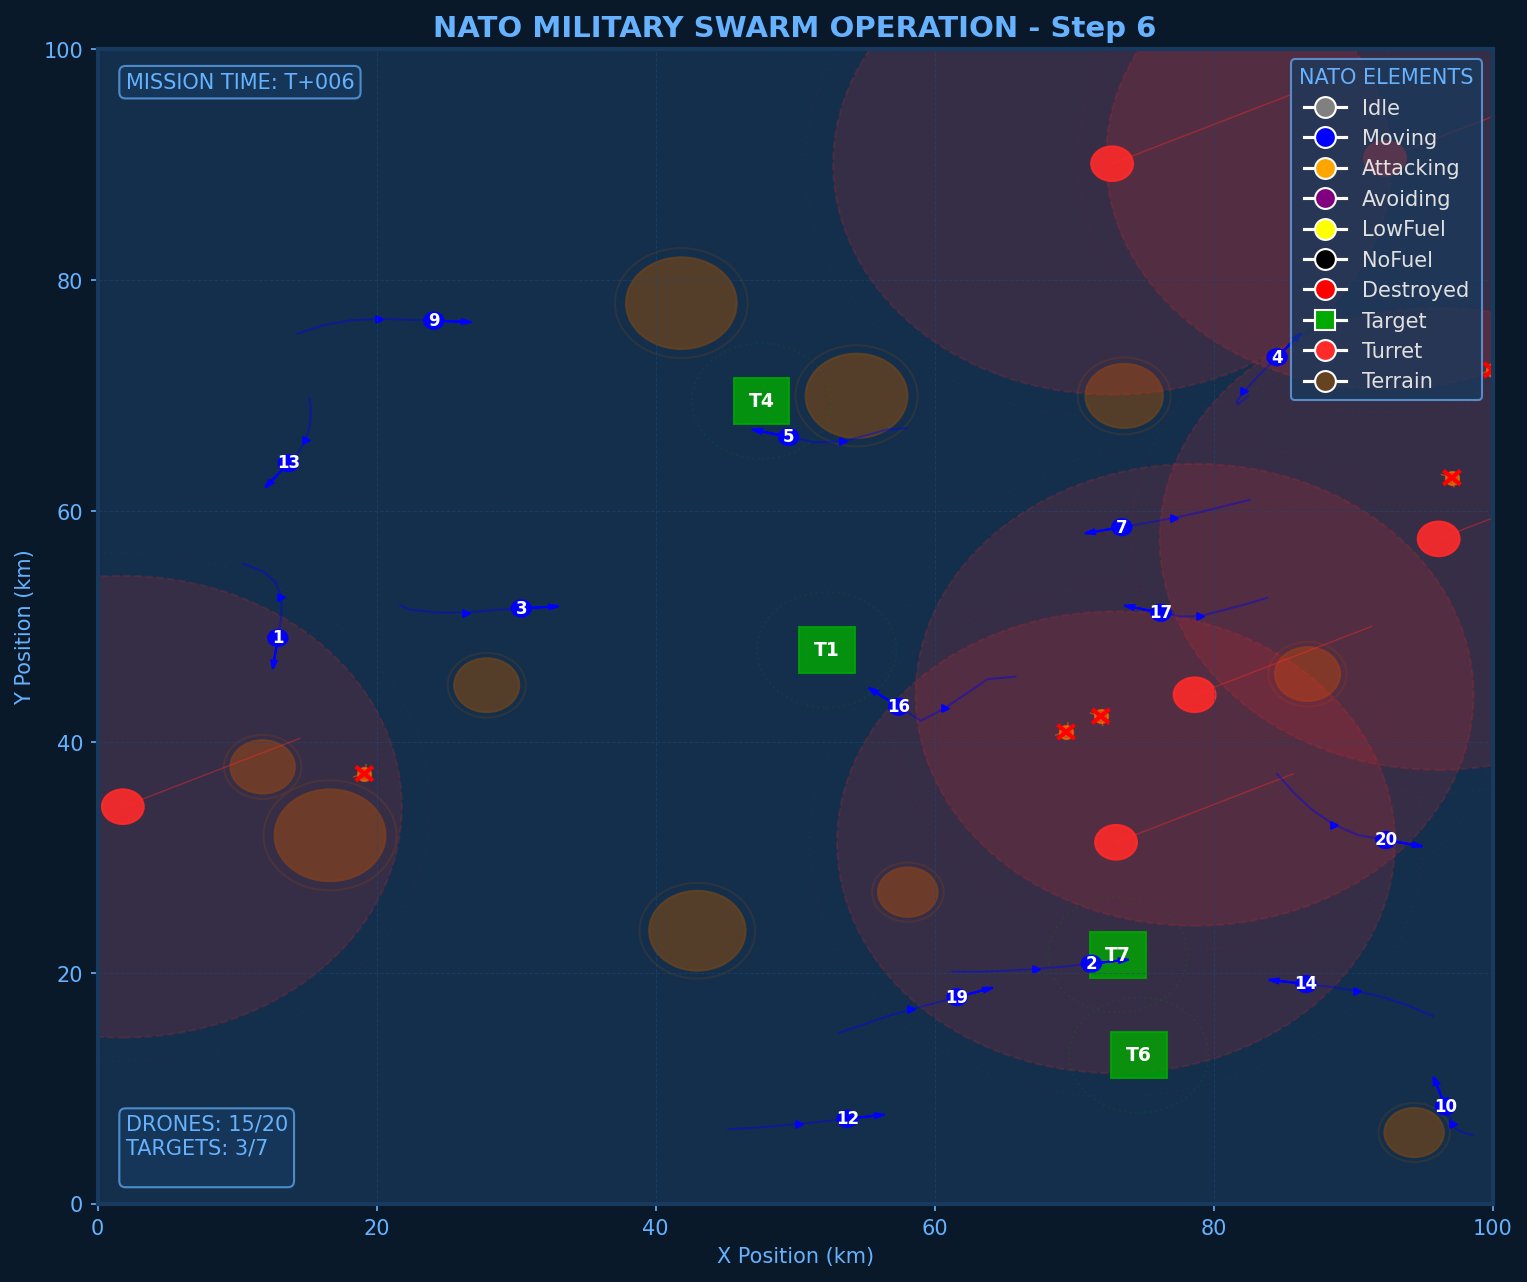 NATO MILITARY SWARM OPERATION - Step 6
MISSION TIME: T+006
NATO ELEMENTS
Idle
Moving
Attacking
Avoiding
LowFuel
NoFuel
Destroyed
Target
Turret
Terrain
100
80
60
40
20
0
Y Position (km)
9
4
T4
5
13
7
3
17
1
T1
16
20
T7
2
19
14
T6
12
10
DRONES: 15/20
TARGETS: 3/7
0
20
40
60
80
100
X Position (km)